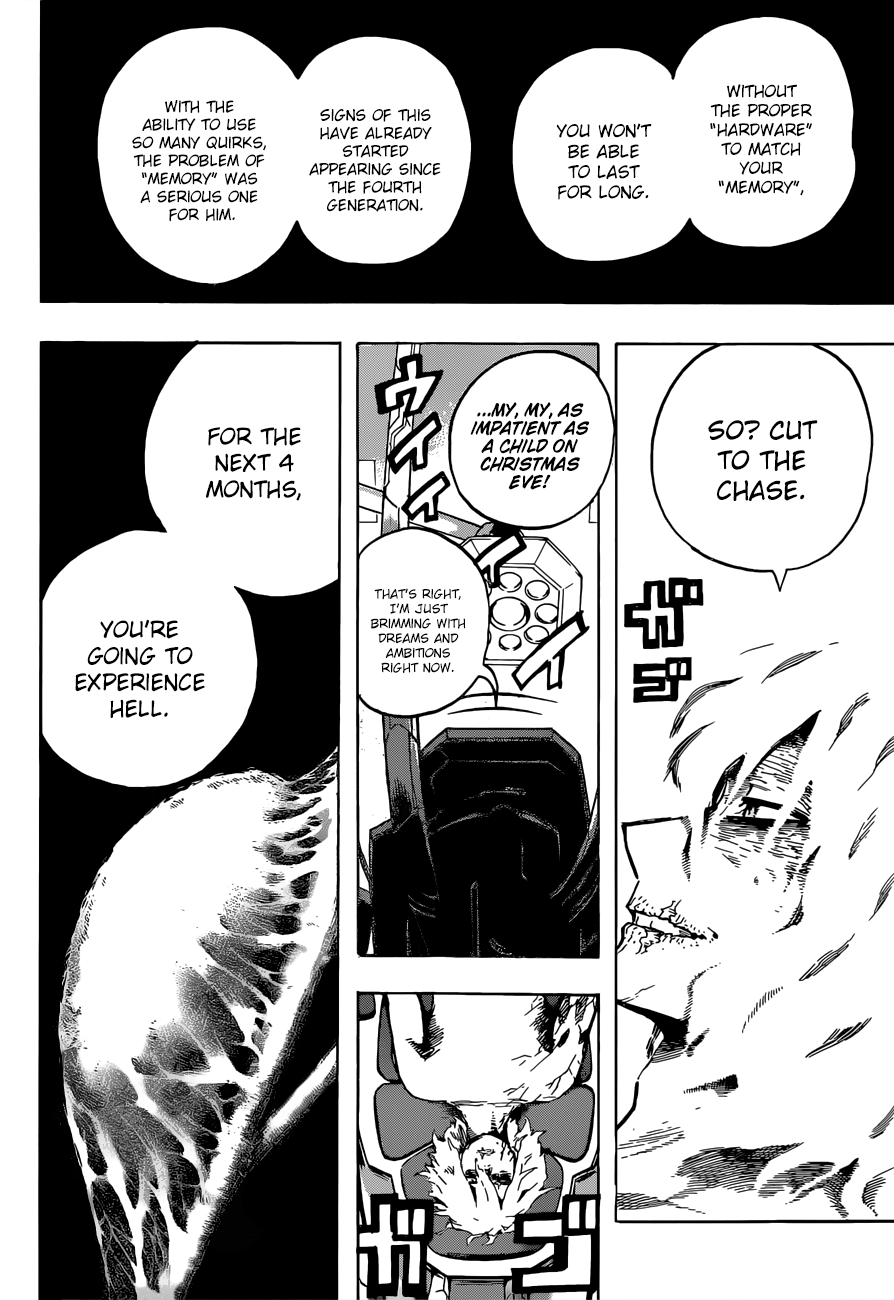 WITHOUT
THE PROPER
"HARDWARE"
TO MATCH
YOUR
"MEMORY",
YOU WON'T
BE ABLE
TO LAST
FOR LONG.
SIGNS OF THIS
HAVE ALREADY
STARTED
APPEARING SINCE
THE FOURTH
GENERATION.
WITH THE
ABILITY TO USE
SO MANY QUIRKS,
THE PROBLEM OF
"MEMORY" WAS
A SERIOUS ONE
FOR HIM.
SO? CUT
TO THE
CHASE.
ギゴ
...MY, MY, AS
IMPATIENT AS
A CHILD ON
CHRISTMAS
EVE!
ウィィィィ
THAT'S RIGHT,
I'M JUST
BRIMMING WITH
DREAMS AND
AMBITIONS
RIGHT NOW.
ギゴ
FOR THE
NEXT 4
MONTHS,
YOU'RE
GOING TO
EXPERIENCE
HELL.